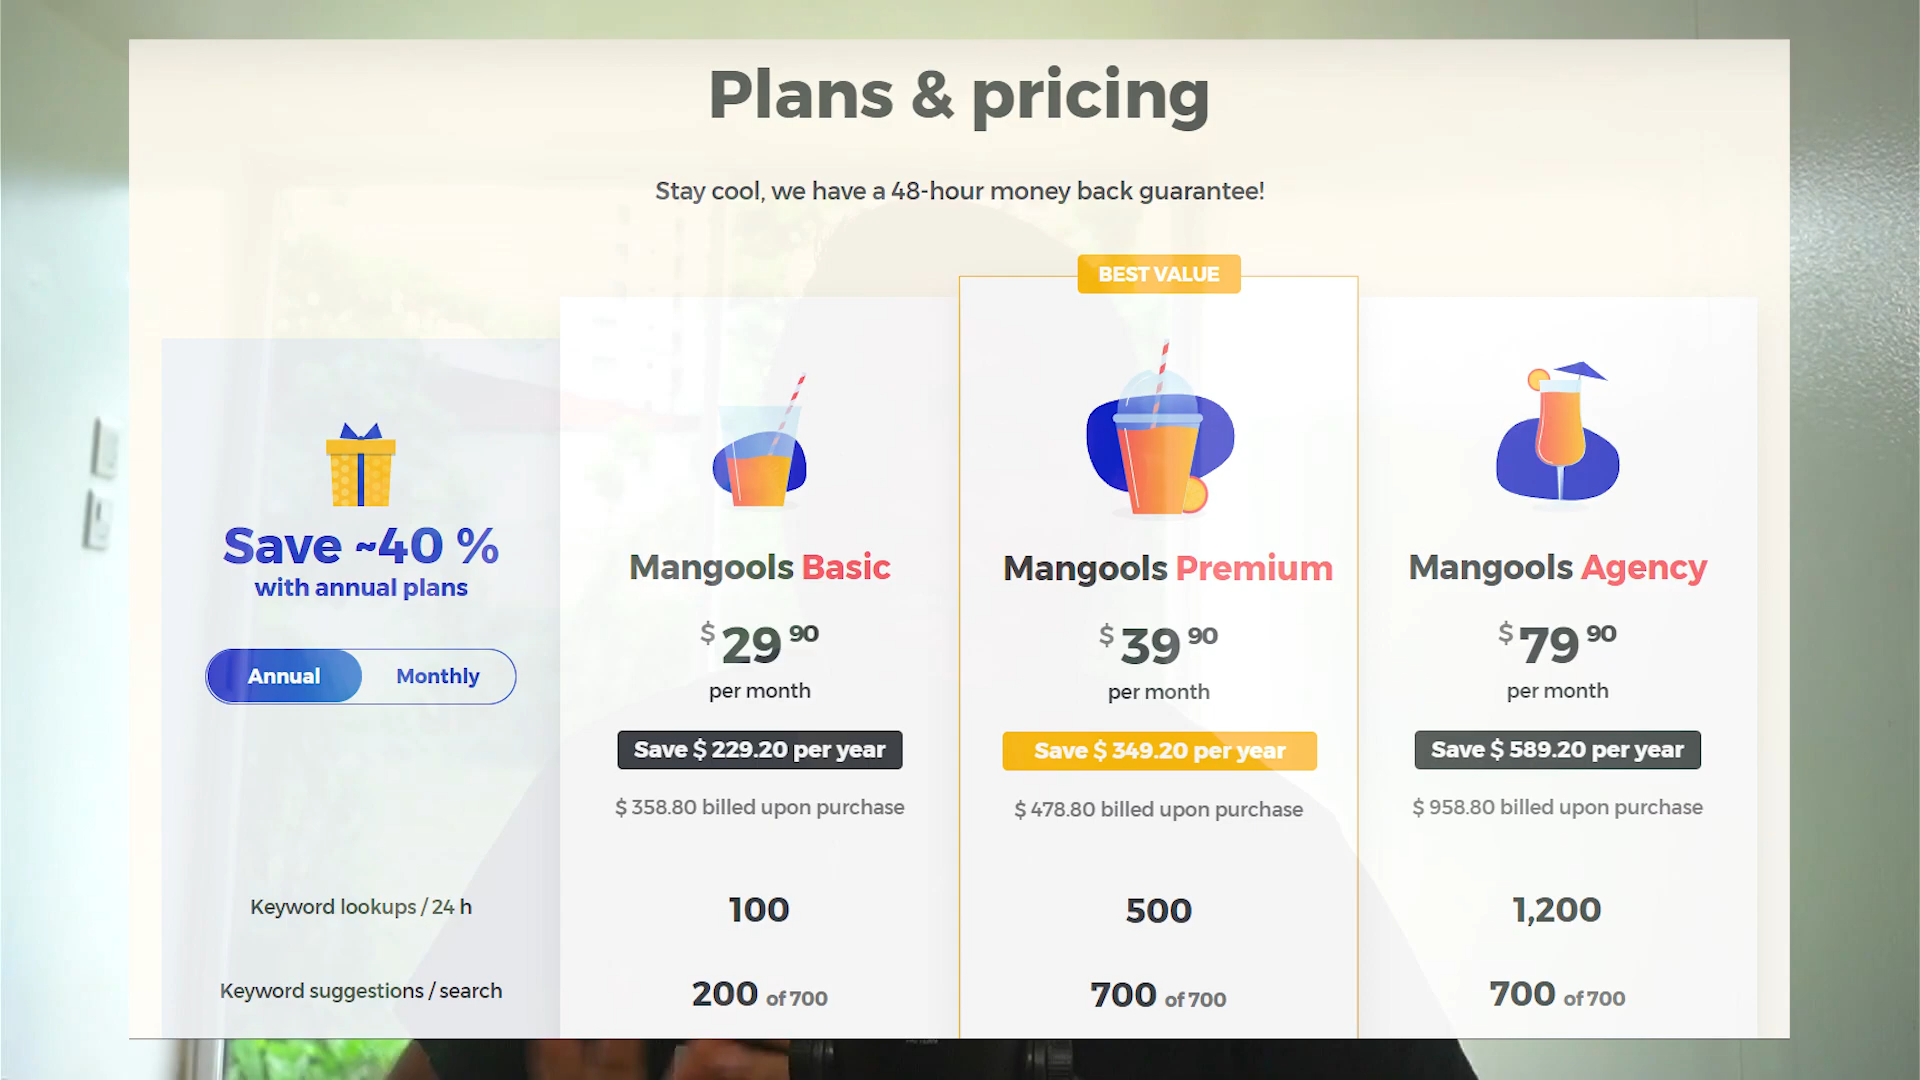 Plans & pricing
Stay cool, we have a 48-hour money back guarantee!
BEST VALUE
Save ~40 %
with annual plans
Annual Monthly
Mangools Basic
$ 29 90
per month
Save $ 229.20 per year
$ 358.80 billed upon purchase
Mangools Premium
$ 39 90
per month
Save $ 349.20 per year
$ 478.80 billed upon purchase
Mangools Agency
$ 79 90
per month
Save $ 589.20 per year
$ 958.80 billed upon purchase
Keyword lookups / 24 h 100 500 1,200
Keyword suggestions / search 200 of 700 700 of 700 700 of 700